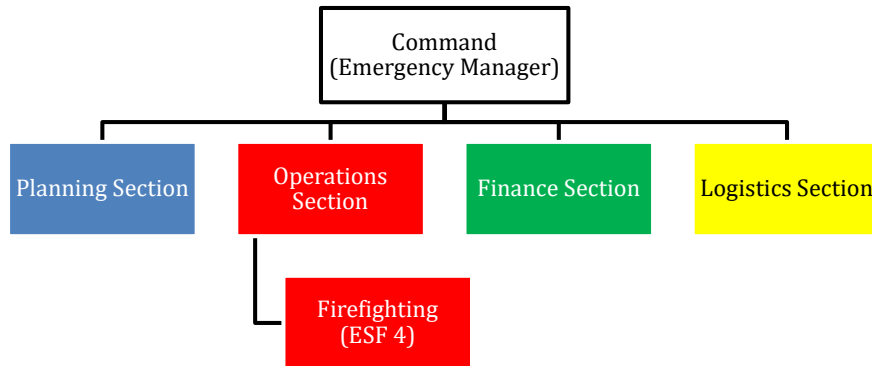 Command
(Emergency Manager)
Planning Section
Operations
Section
Finance Section
Logistics Section
Firefighting
(ESF 4)